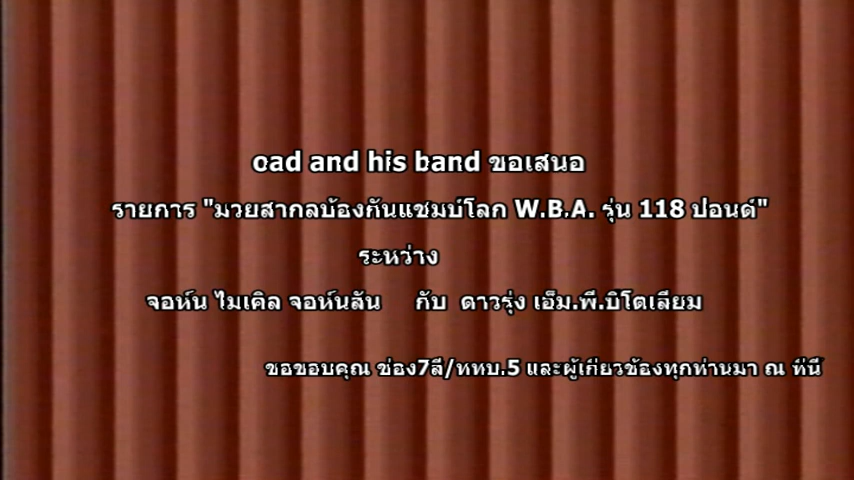 oad and his band ขอเสนอ
รายการ "มวยสากลป้องกันแชมป์โลก W.B.A. รุ่น 118 ปอนด์"
ระหว่าง
จอห์น ไมเคิล จอห์นสัน กับ ดาวรุ่ง เอ็ม.พี.ปิโตเลียม
ขอขอบคุณ ช่อง7สี/ททบ.5 และผู้เกี่ยวข้องทุกท่านมา ณ ที่นี้